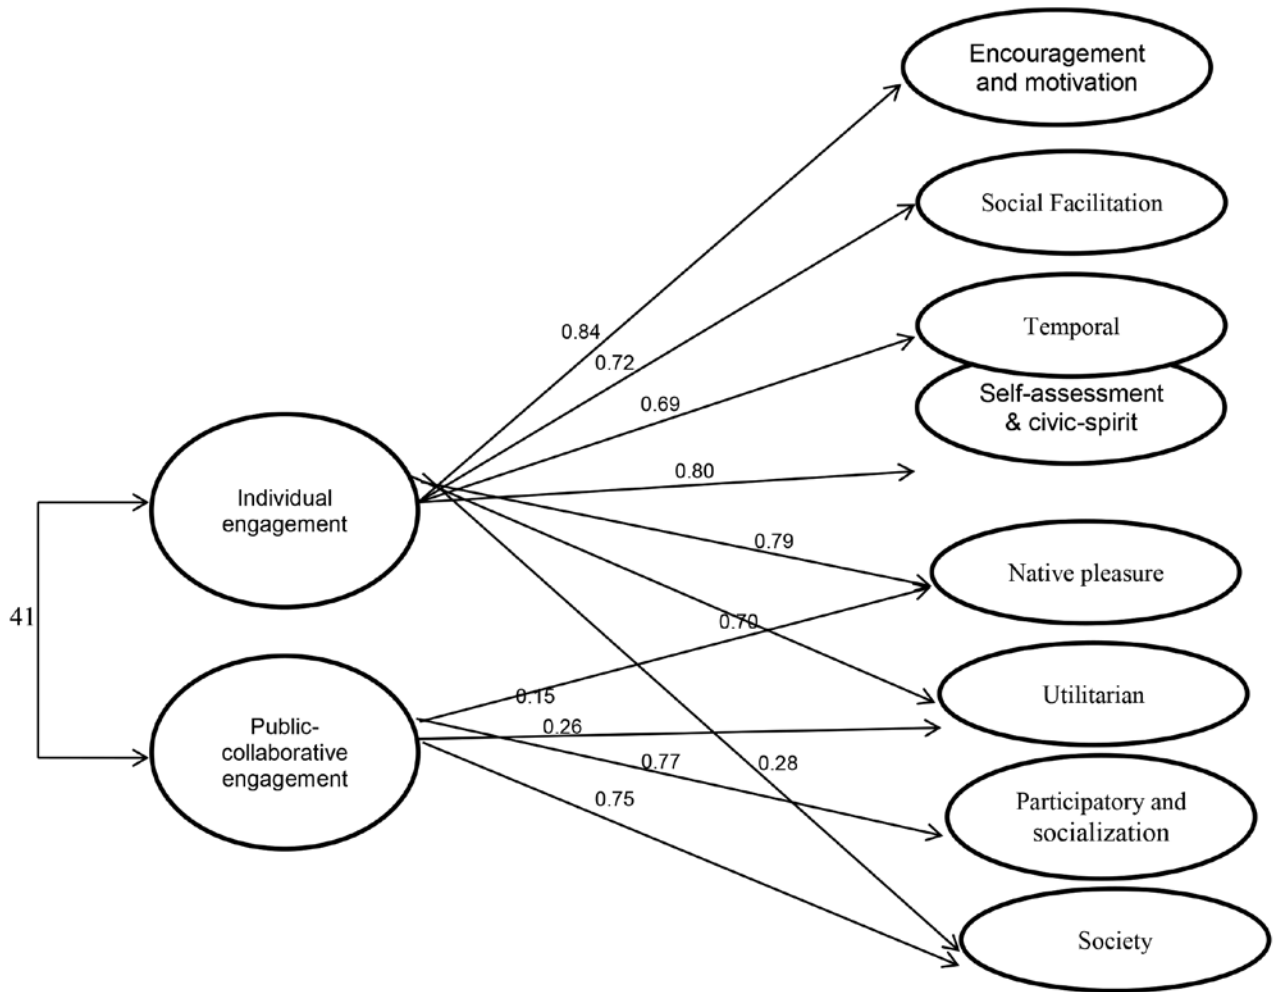 Encouragement
and motivation
Social Facilitation
Temporal
Self-assessment
& civic-spirit
Native pleasure
Utilitarian
Participatory and
socialization
Society
Individual
engagement
Public-
collaborative
engagement
41
0.84
0.72
0.69
0.80
0.79
0.70
0.15
0.26
0.77
0.28
0.75